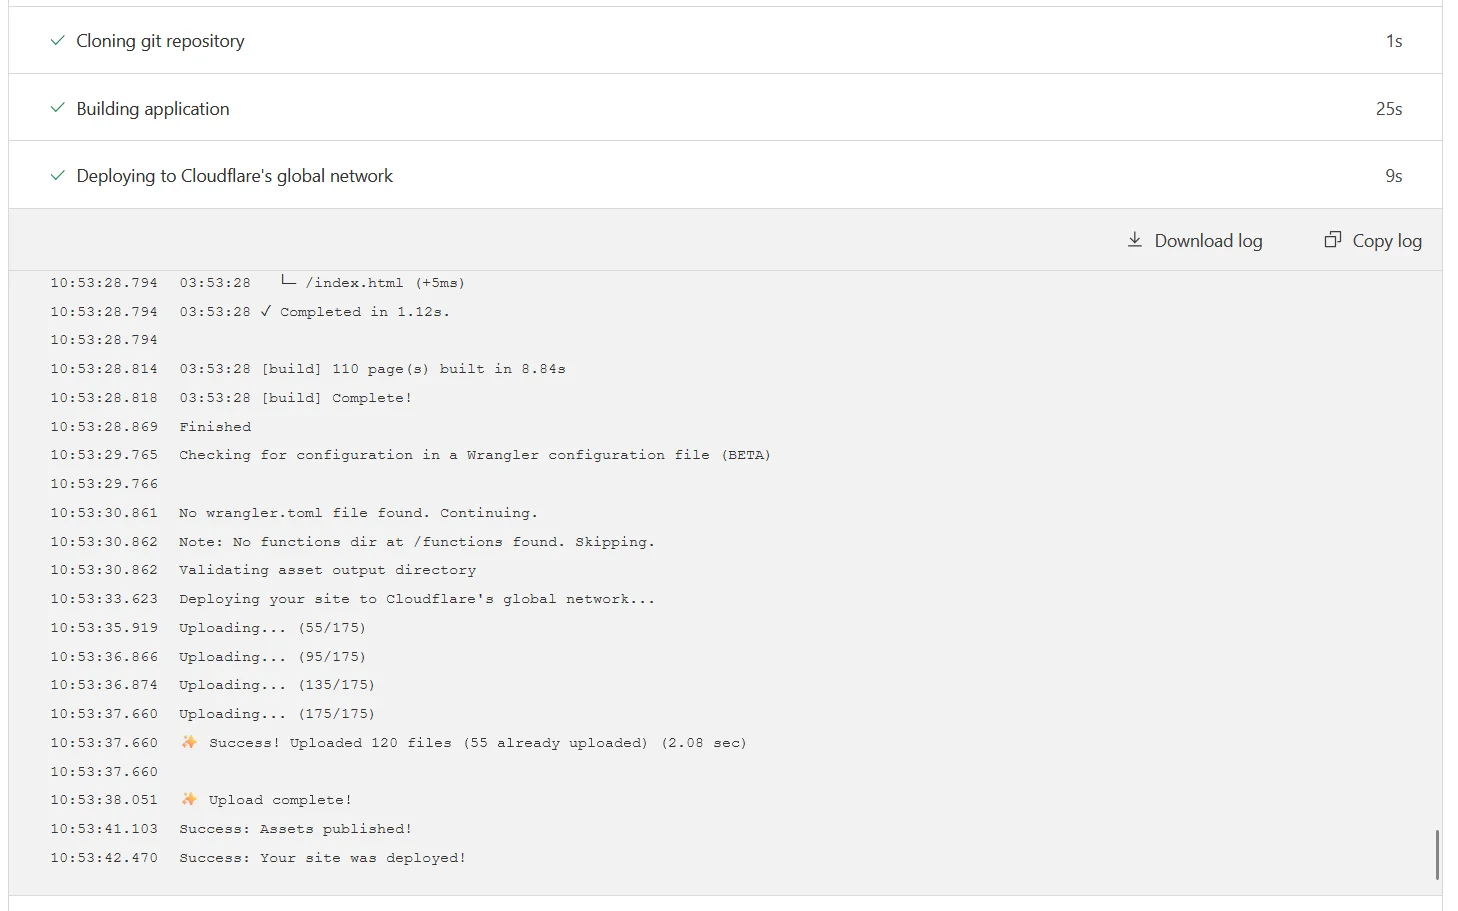 Cloning git repository 1s
Building application 25s
Deploying to Cloudflare's global network 9s
Download log Copy log
10:53:28.794 03:53:28 └─ /index.html (+5ms)
10:53:28.794 03:53:28 ✓ Completed in 1.12s.
10:53:28.794
10:53:28.814 03:53:28 [build] 110 page(s) built in 8.84s
10:53:28.818 03:53:28 [build] Complete!
10:53:28.869 Finished
10:53:29.765 Checking for configuration in a Wrangler configuration file (BETA)
10:53:29.766
10:53:30.861 No wrangler.toml file found. Continuing.
10:53:30.862 Note: No functions dir at /functions found. Skipping.
10:53:30.862 Validating asset output directory
10:53:33.623 Deploying your site to Cloudflare's global network...
10:53:35.919 Uploading... (55/175)
10:53:36.866 Uploading... (95/175)
10:53:36.874 Uploading... (135/175)
10:53:37.660 Uploading... (175/175)
10:53:37.660 ✨ Success! Uploaded 120 files (55 already uploaded) (2.08 sec)
10:53:37.660
10:53:38.051 ✨ Upload complete!
10:53:41.103 Success: Assets published!
10:53:42.470 Success: Your site was deployed!